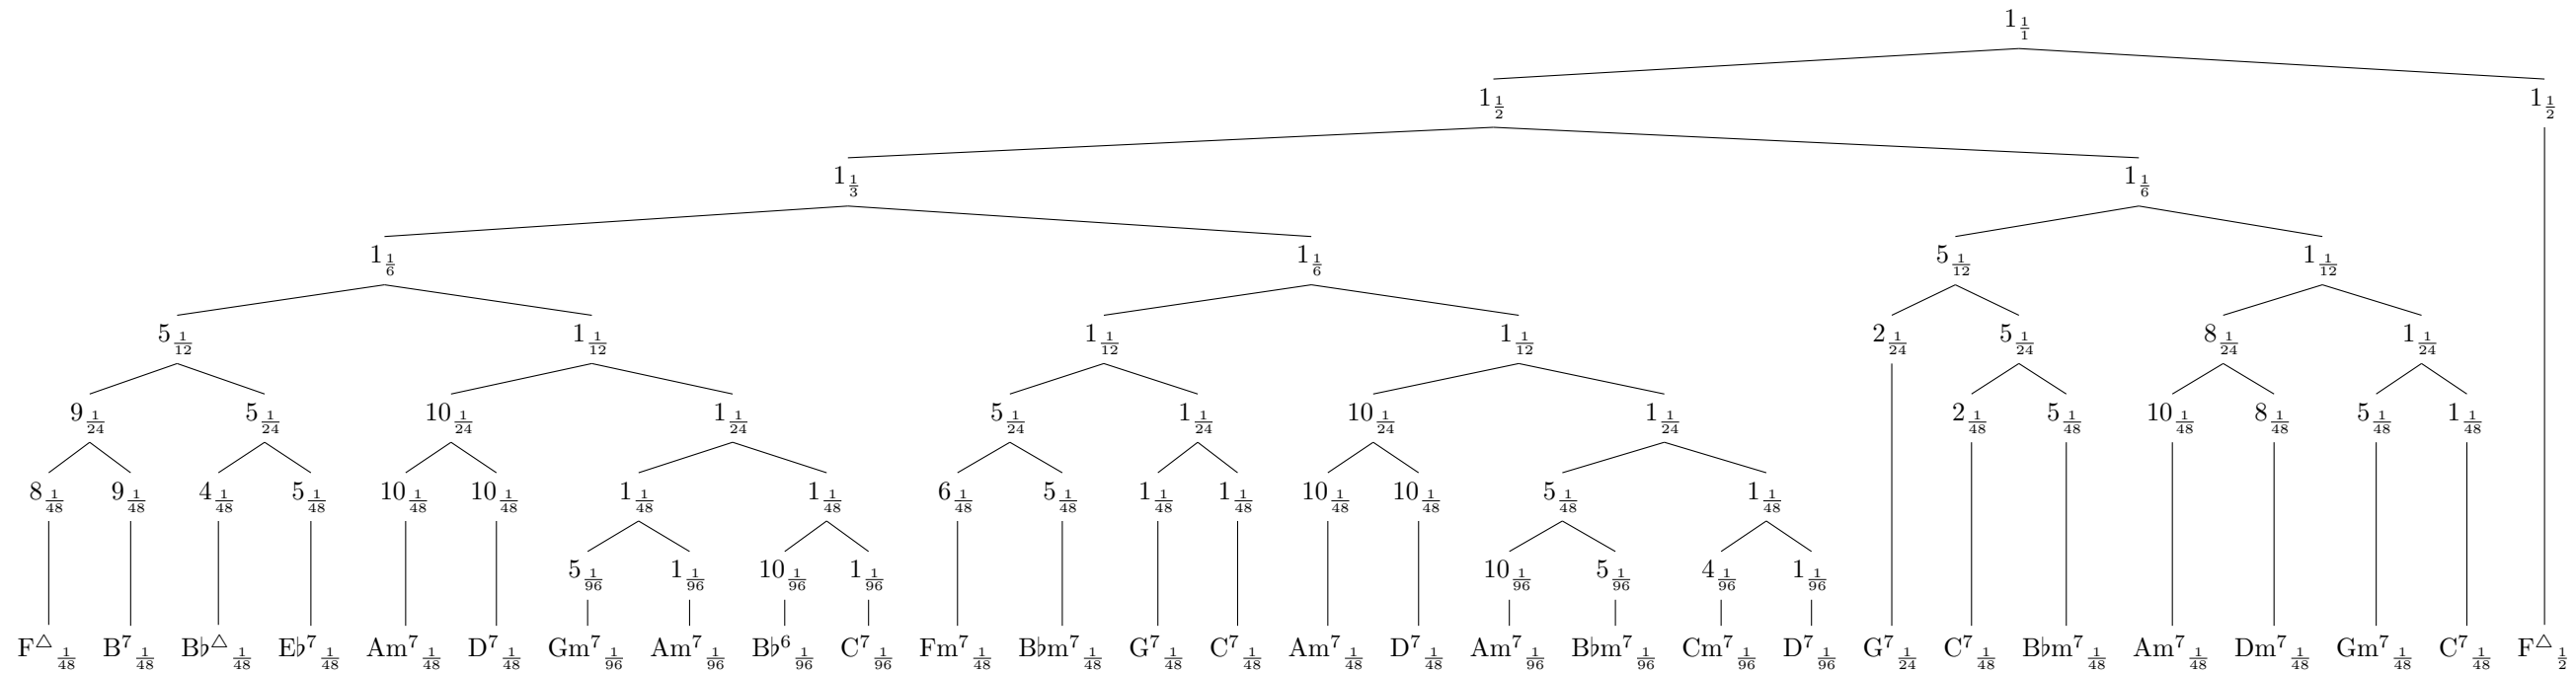 1 1/1
1 1/2 1 1/2
1 1/3 1 1/6
1 1/6 1 1/6 5 1/12 1 1/12
5 1/12 1 1/12 1 1/12 1 1/12 2 1/24 5 1/24 8 1/24 1 1/24
9 1/24 5 1/24 10 1/24 1 1/24 5 1/24 1 1/24 10 1/24 1 1/24 2 1/48 5 1/48 10 1/48 8 1/48 5 1/48 1 1/48
8 1/48 9 1/48 4 1/48 5 1/48 10 1/48 10 1/48 1 1/48 1 1/48 6 1/48 5 1/48 1 1/48 1 1/48 10 1/48 10 1/48 5 1/48 1 1/48
5 1/96 1 1/96 10 1/96 1 1/96 10 1/96 5 1/96 4 1/96 1 1/96
F△ 1/48 B⁷ 1/48 B♭△ 1/48 E♭⁷ 1/48 Am⁷ 1/48 D⁷ 1/48 Gm⁷ 1/96 Am⁷ 1/96 B♭⁶ 1/96 C⁷ 1/96 Fm⁷ 1/48 B♭m⁷ 1/48 G⁷ 1/48 C⁷ 1/48 Am⁷ 1/48 D⁷ 1/48 Am⁷ 1/96 B♭m⁷ 1/96 Cm⁷ 1/96 D⁷ 1/96 G⁷ 1/24 C⁷ 1/48 B♭m⁷ 1/48 Am⁷ 1/48 Dm⁷ 1/48 Gm⁷ 1/48 C⁷ 1/48 F△ 1/2